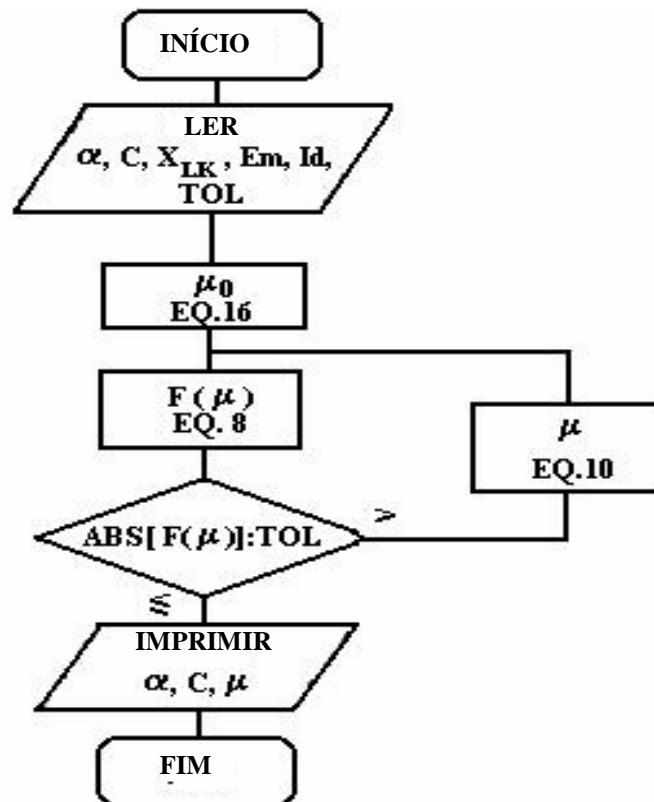 INÍCIO
LER
α, C, X_LK, Em, Id,
TOL
μ₀
EQ.16
F(μ)
EQ. 8
μ
EQ.10
ABS[F(μ)]:TOL
>
≤
IMPRIMIR
α, C, μ
FIM